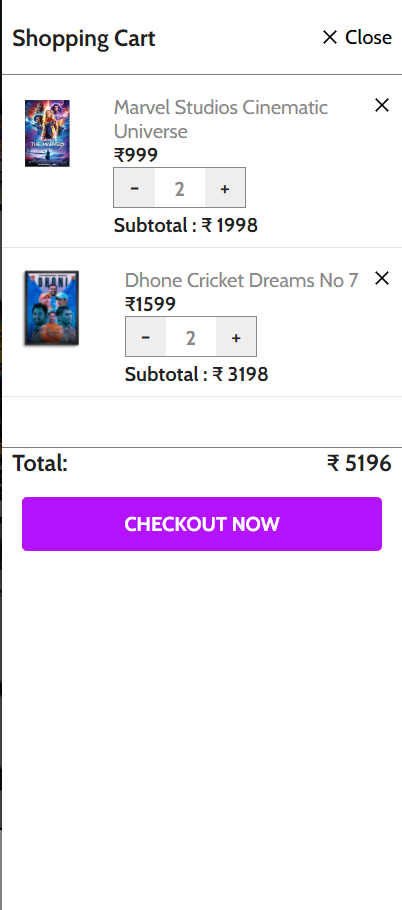 Shopping Cart
Close
Marvel Studios Cinematic
Universe
₹999
- 2 +
Subtotal : ₹ 1998
THE MARVELS
Dhone Cricket Dreams No 7
₹1599
- 2 +
Subtotal : ₹ 3198
DHONI
Total: ₹ 5196
CHECKOUT NOW